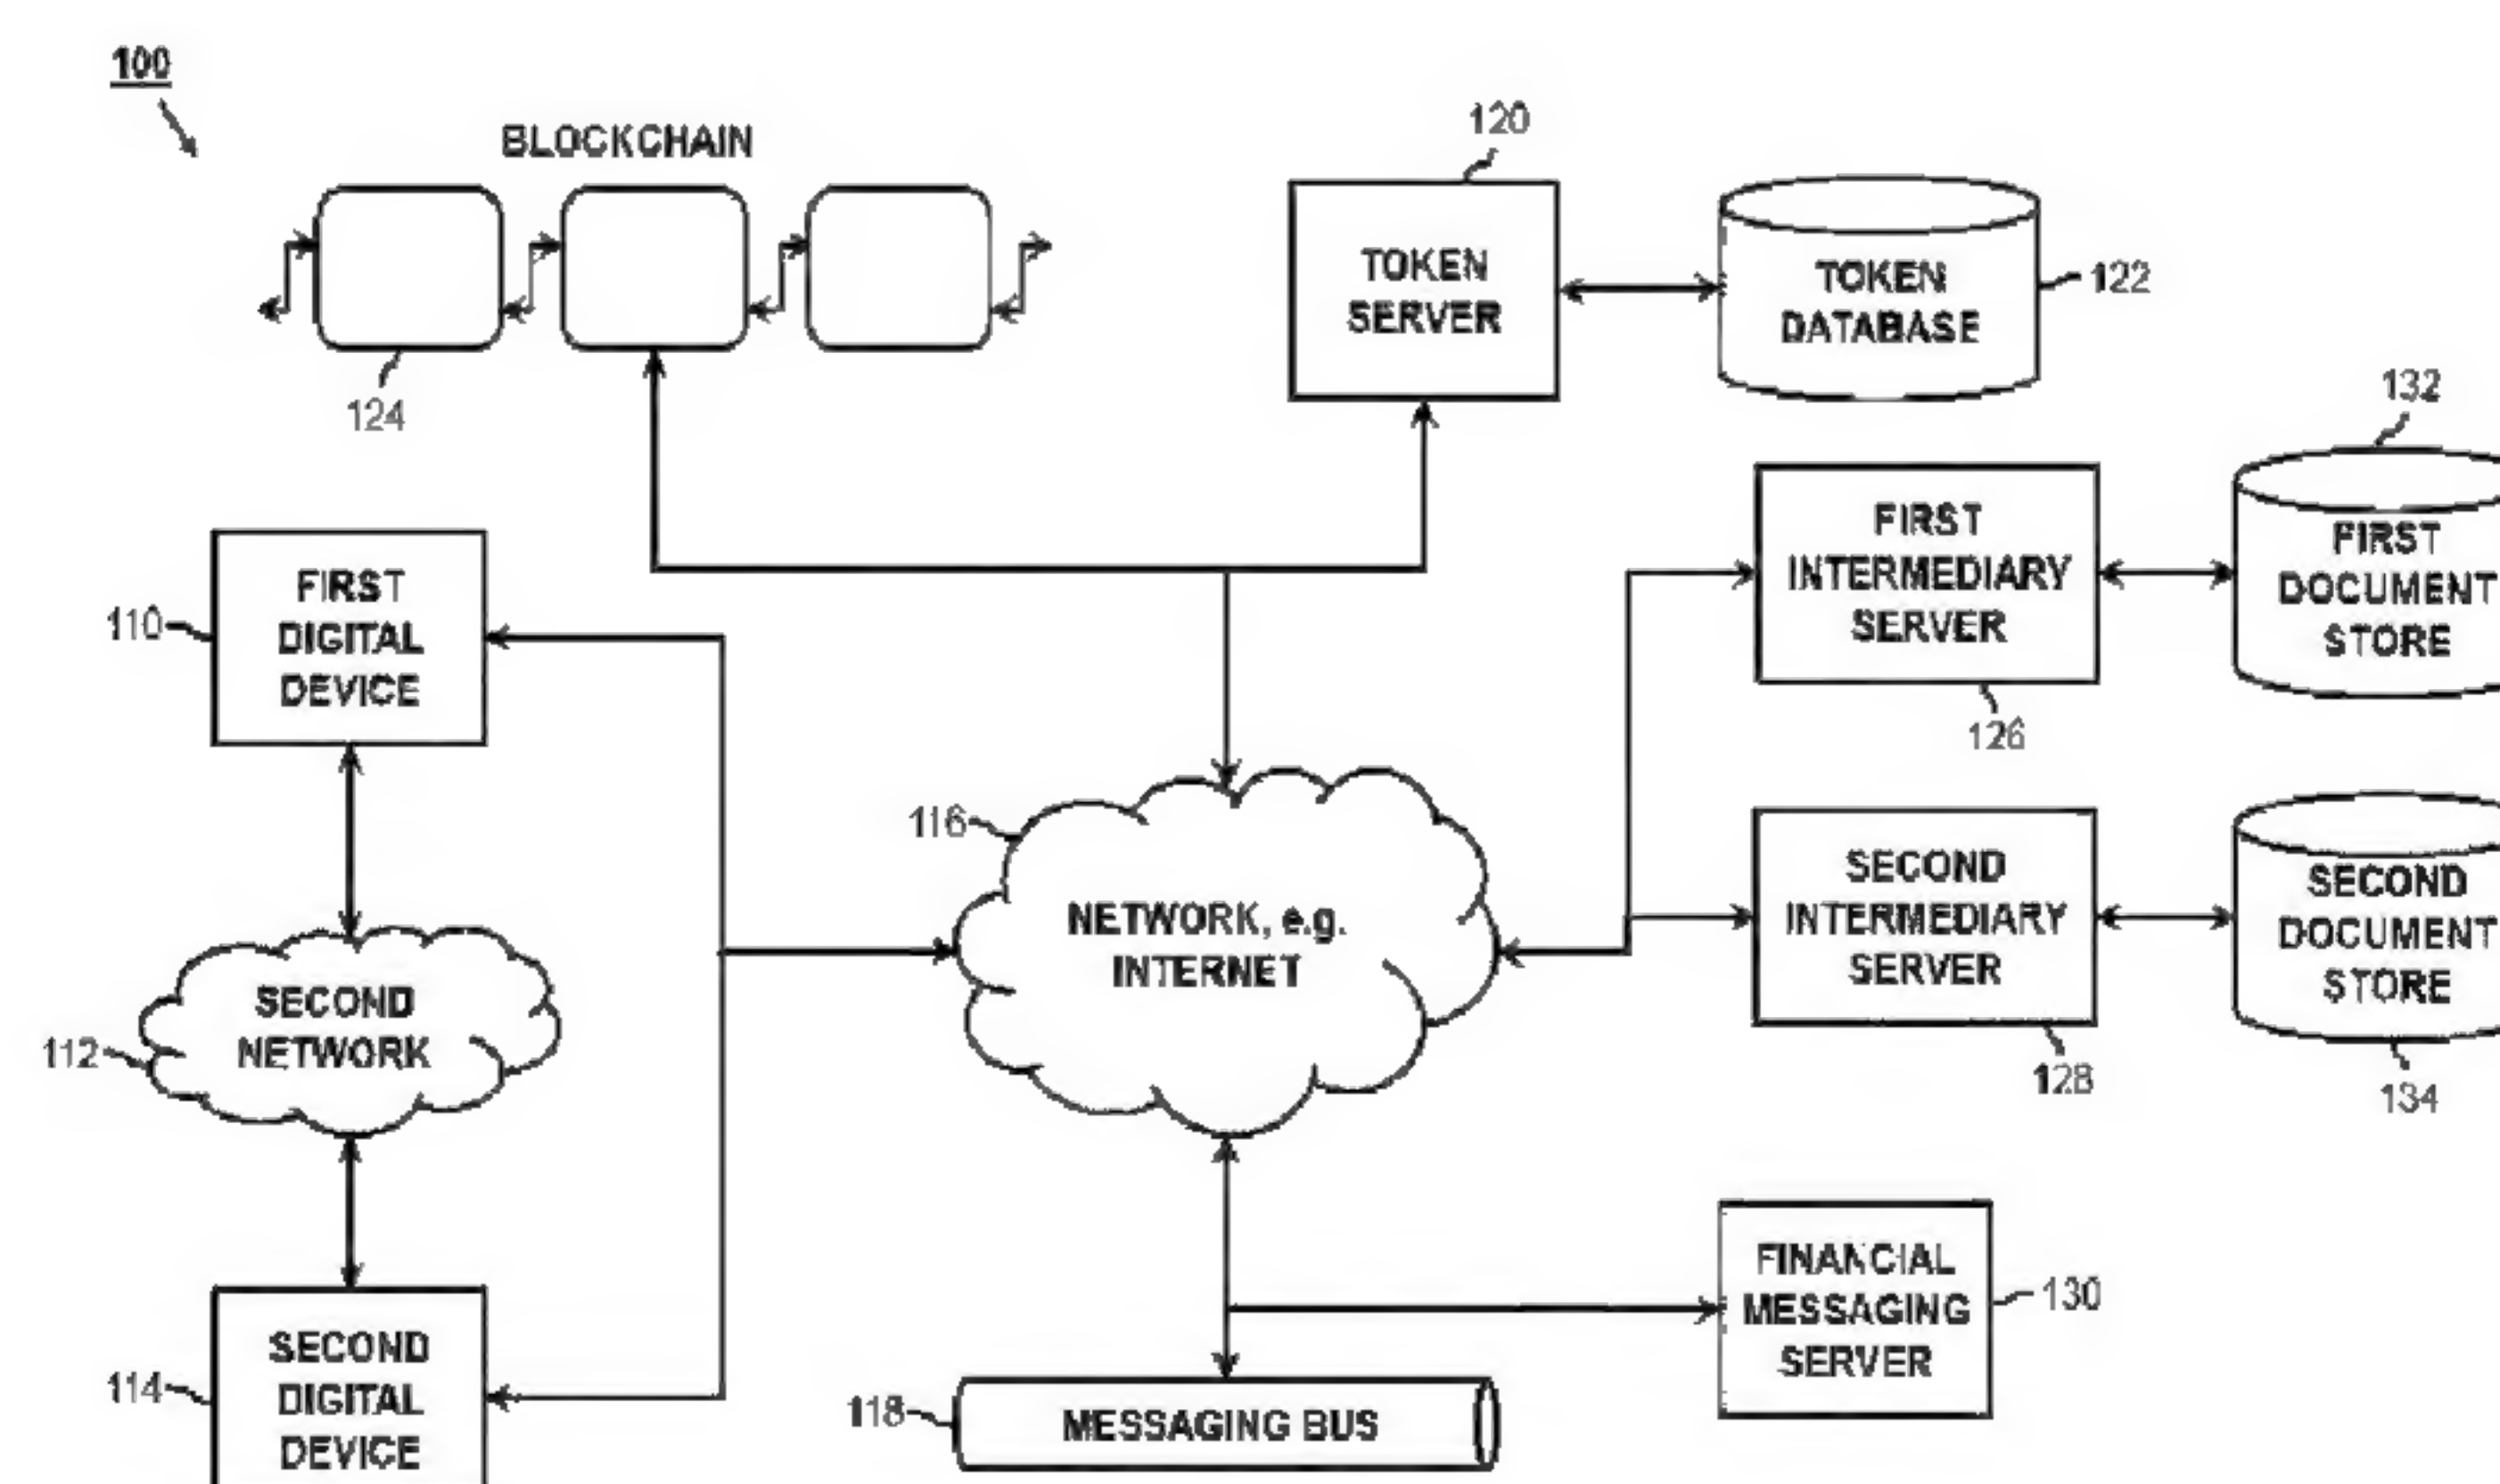 100
BLOCKCHAIN
120
TOKEN
SERVER
TOKEN
DATABASE
122
124
132
FIRST
DIGITAL
DEVICE
110
FIRST
INTERMEDIARY
SERVER
126
FIRST
DOCUMENT
STORE
116
NETWORK, e.g.
INTERNET
SECOND
INTERMEDIARY
SERVER
128
SECOND
DOCUMENT
STORE
134
SECOND
NETWORK
112
FINANCIAL
MESSAGING
SERVER
130
SECOND
DIGITAL
DEVICE
114
118
MESSAGING BUS